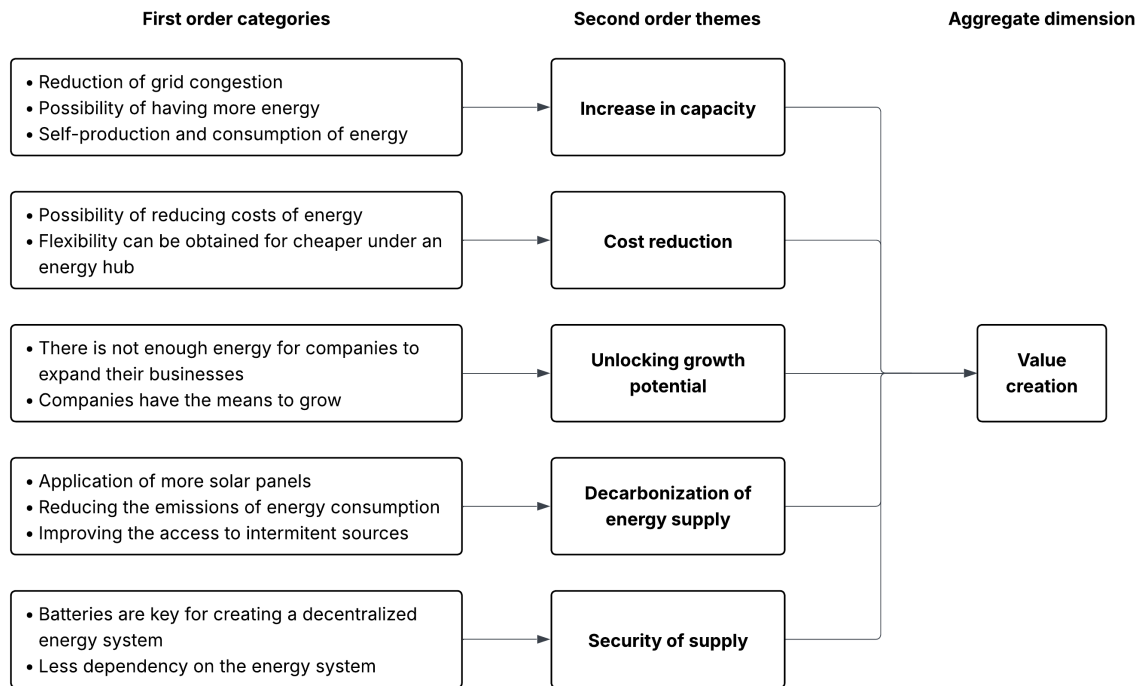 First order categories
Second order themes
Aggregate dimension
• Reduction of grid congestion
• Possibility of having more energy
• Self-production and consumption of energy
Increase in capacity
• Possibility of reducing costs of energy
• Flexibility can be obtained for cheaper under an
energy hub
Cost reduction
• There is not enough energy for companies to
expand their businesses
• Companies have the means to grow
Unlocking growth
potential
Value
creation
• Application of more solar panels
• Reducing the emissions of energy consumption
• Improving the access to intermitent sources
Decarbonization of
energy supply
• Batteries are key for creating a decentralized
energy system
• Less dependency on the energy system
Security of supply